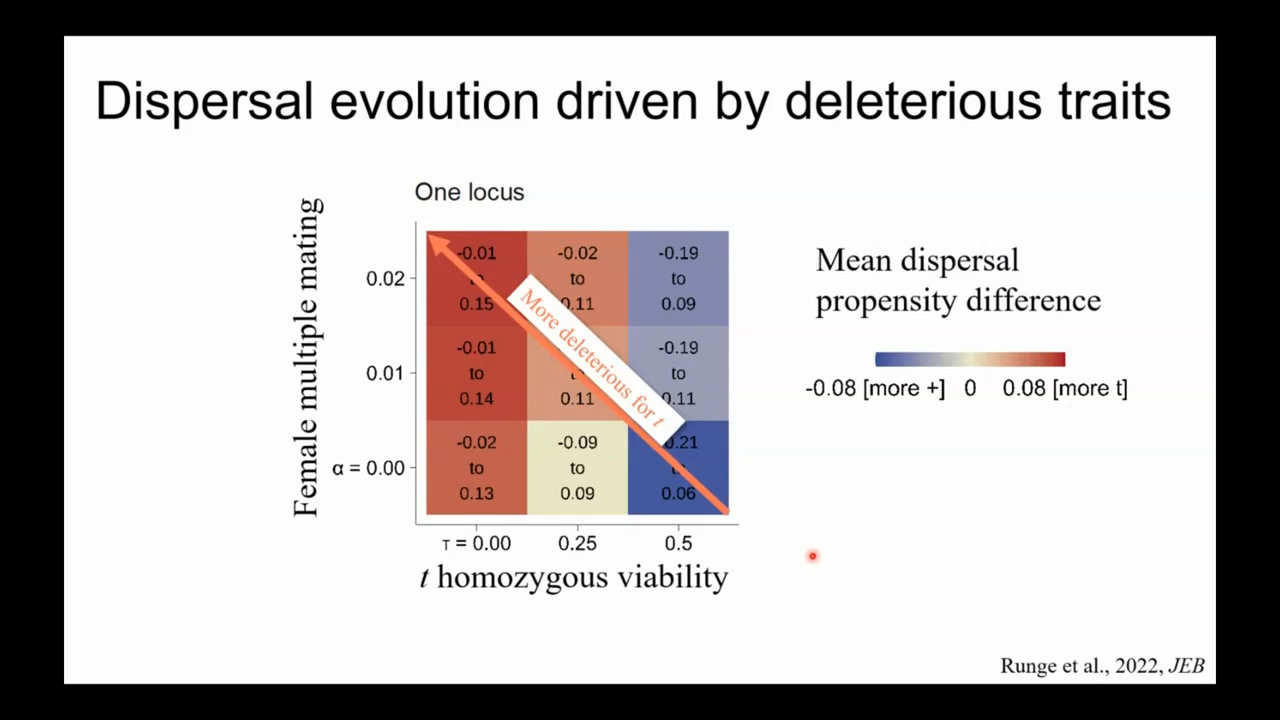 Dispersal evolution driven by deleterious traits
One locus
Female multiple mating
0.02
0.01
α = 0.00
-0.01
to
0.15
-0.02
to
0.11
-0.19
to
0.09
-0.01
to
0.14
0.11
-0.19
to
0.11
-0.02
to
0.13
-0.09
to
0.09
0.21
0.06
More deleterious for t
τ = 0.00
0.25
0.5
t homozygous viability
Mean dispersal
propensity difference
-0.08 [more +]
0
0.08 [more t]
Runge et al., 2022, JEB